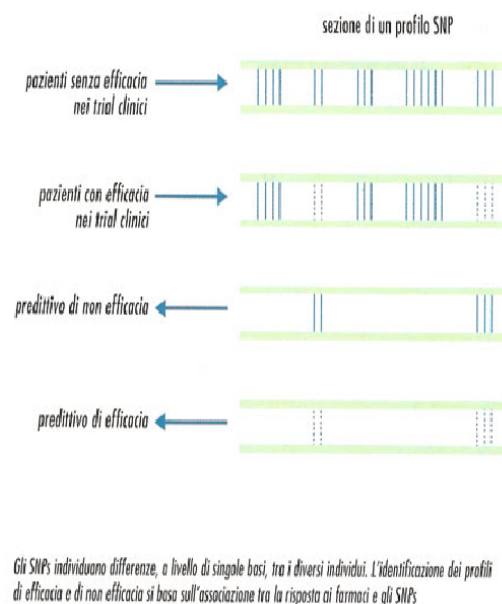 sezione di un profilo SNP
pazienti senza efficacia
nei trial clinici
pazienti con efficacia
nei trial clinici
predittivo di non efficacia
predittivo di efficacia
Gli SNPs individuano differenze, a livello di singole basi, tra i diversi individui. L'identificazione dei profili
di efficacia e di non efficacia si basa sull'associazione tra la risposta ai farmaci e gli SNPs